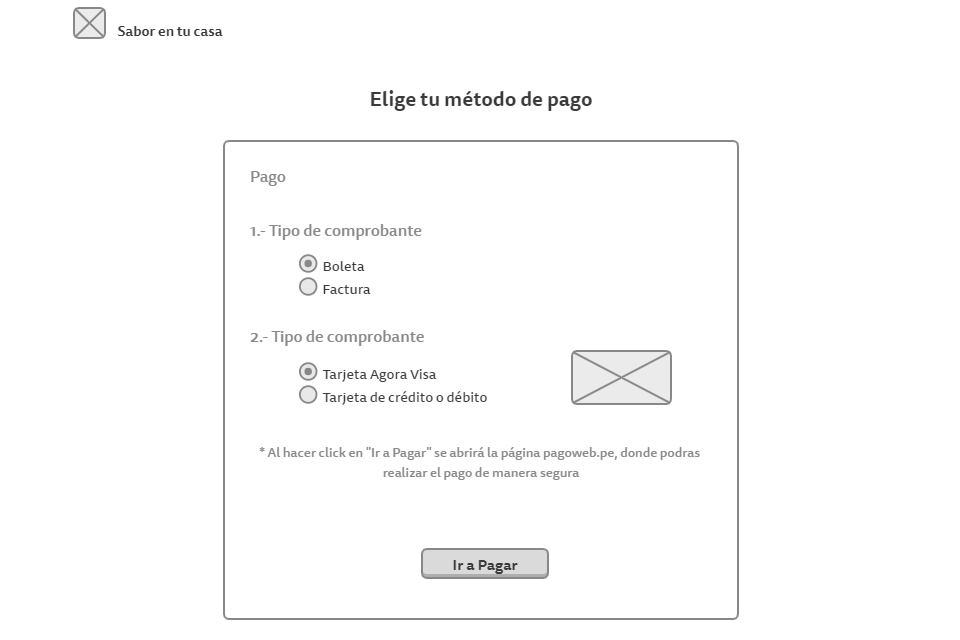 Sabor en tu casa
Elige tu método de pago
Pago
1.- Tipo de comprobante
Boleta
Factura
2.- Tipo de comprobante
Tarjeta Agora Visa
Tarjeta de crédito o débito
* Al hacer click en "Ir a Pagar" se abrirá la página pagoweb.pe, donde podras
realizar el pago de manera segura
Ir a Pagar